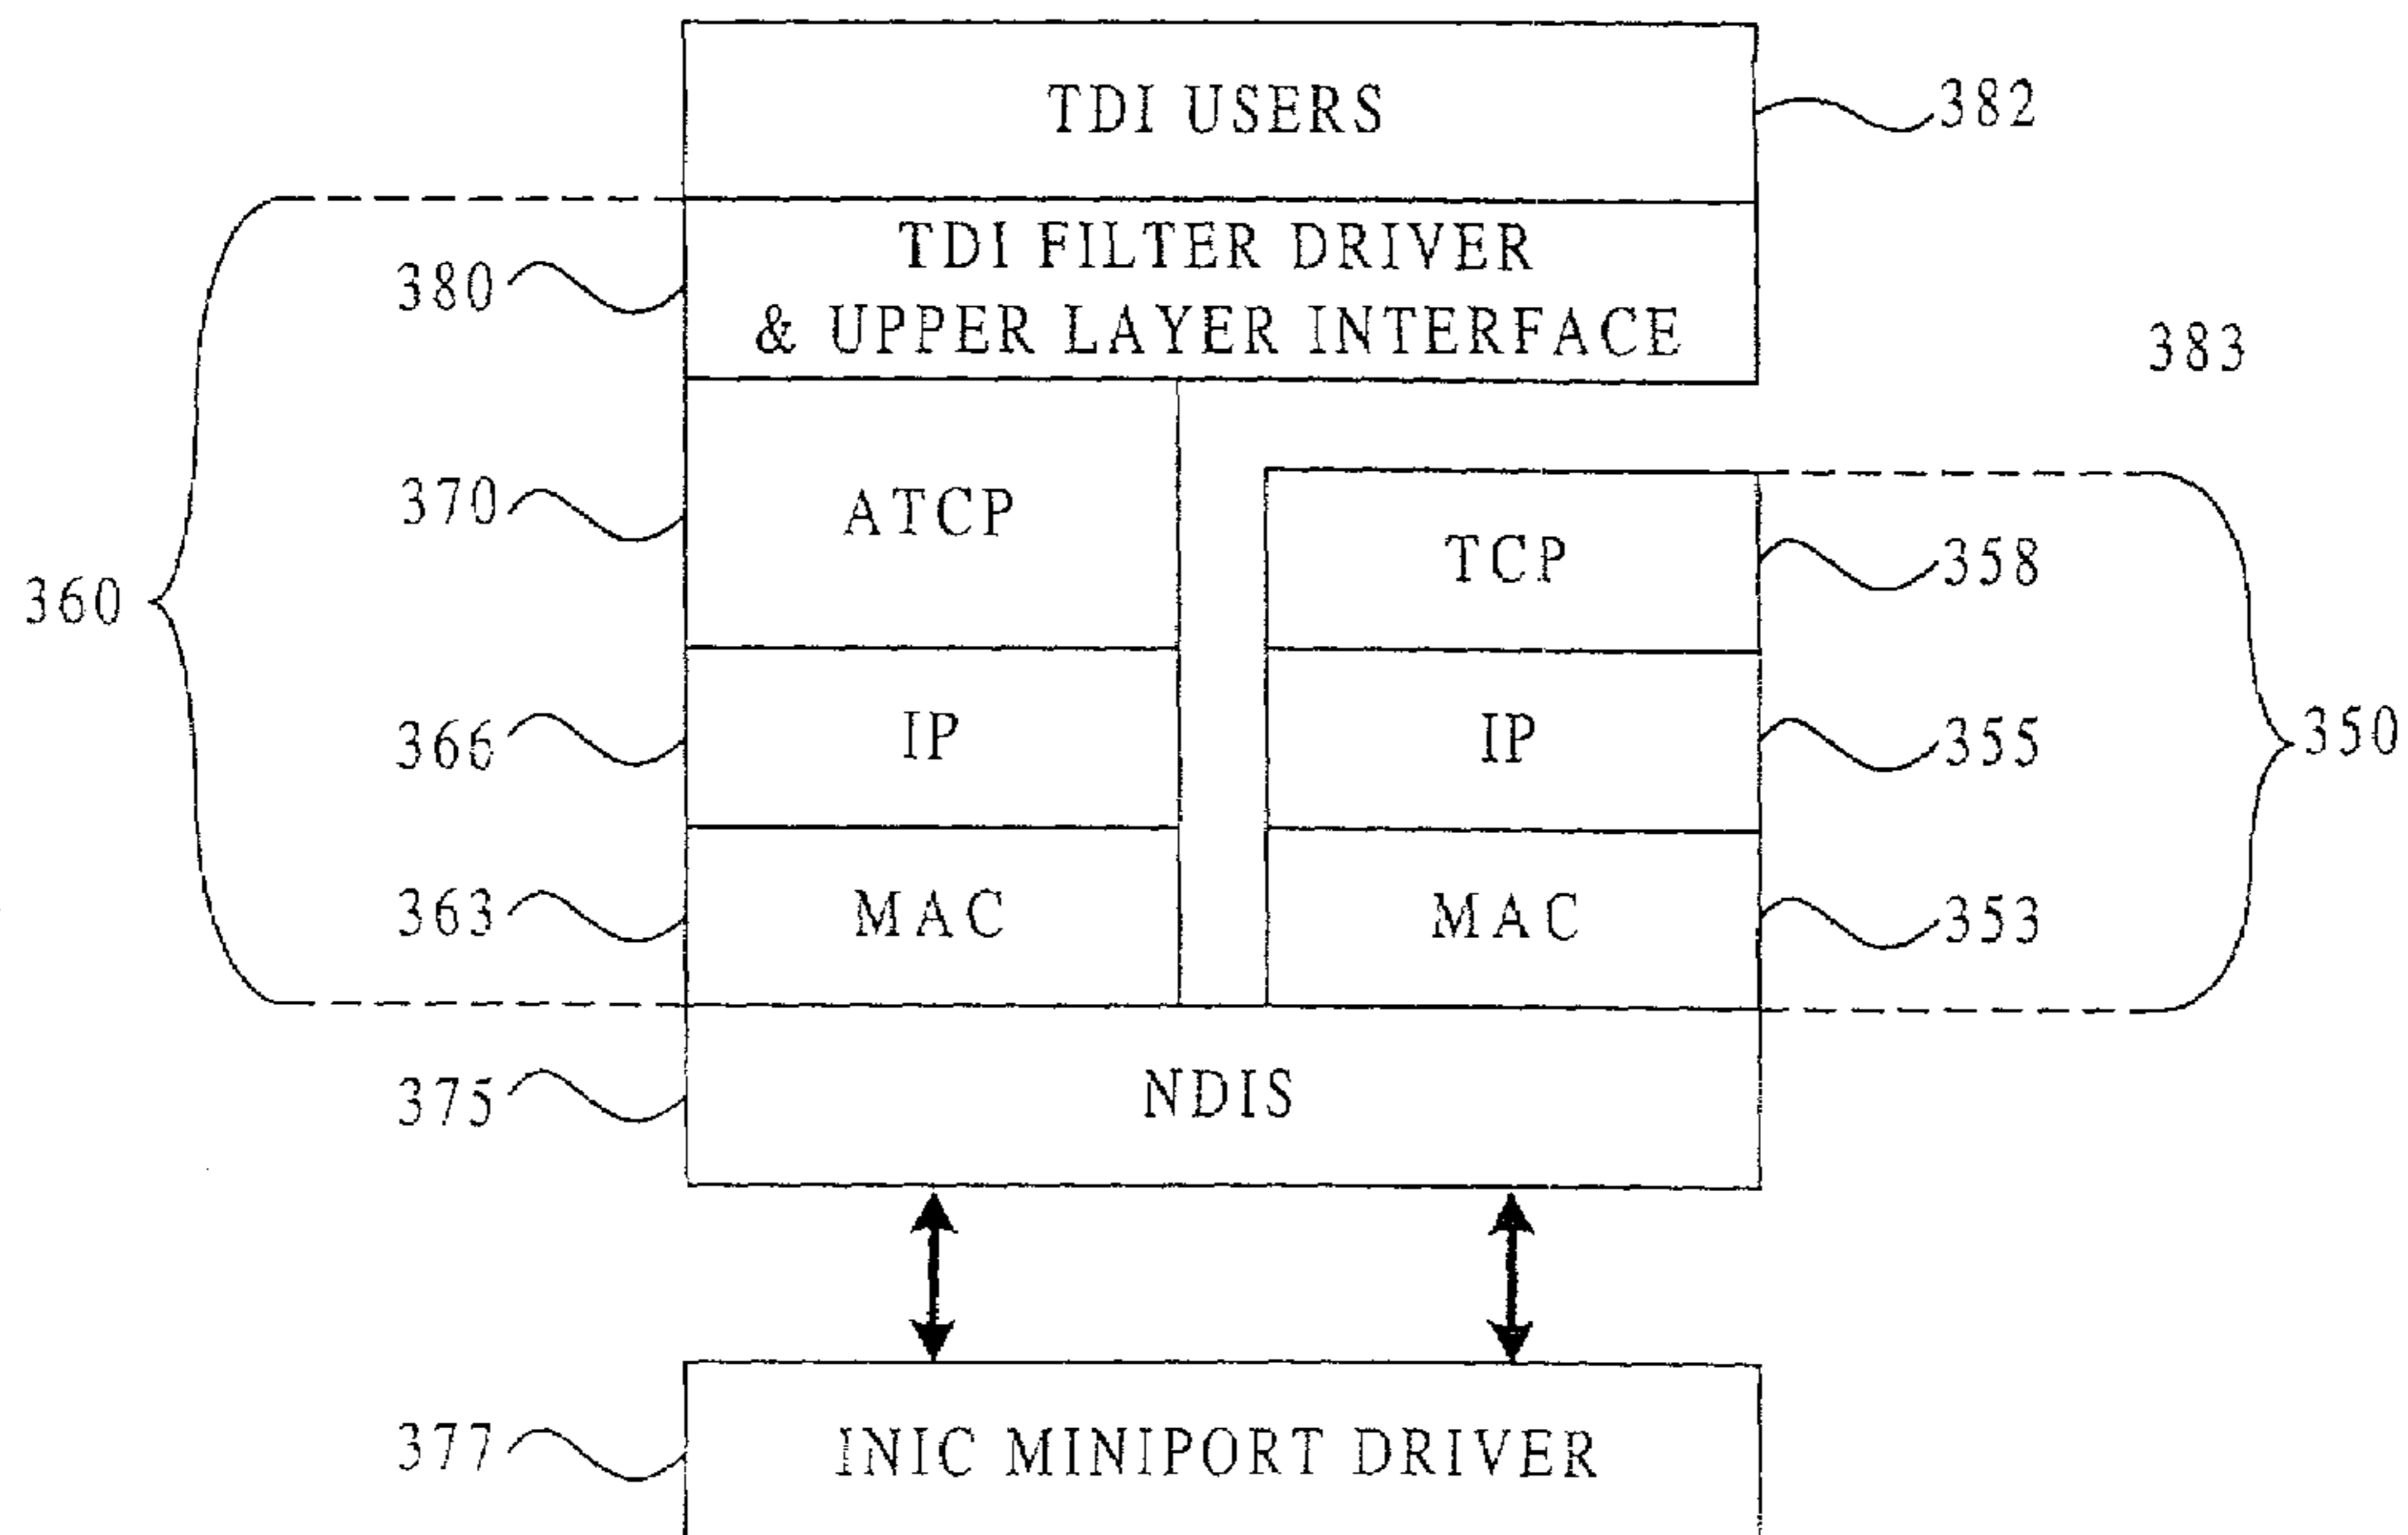 TDI USERS
382
TDI FILTER DRIVER
& UPPER LAYER INTERFACE
380
383
370
ATCP
TCP
358
360
366
IP
IP
355
350
363
MAC
MAC
353
375
NDIS
377
INIC MINIPORT DRIVER